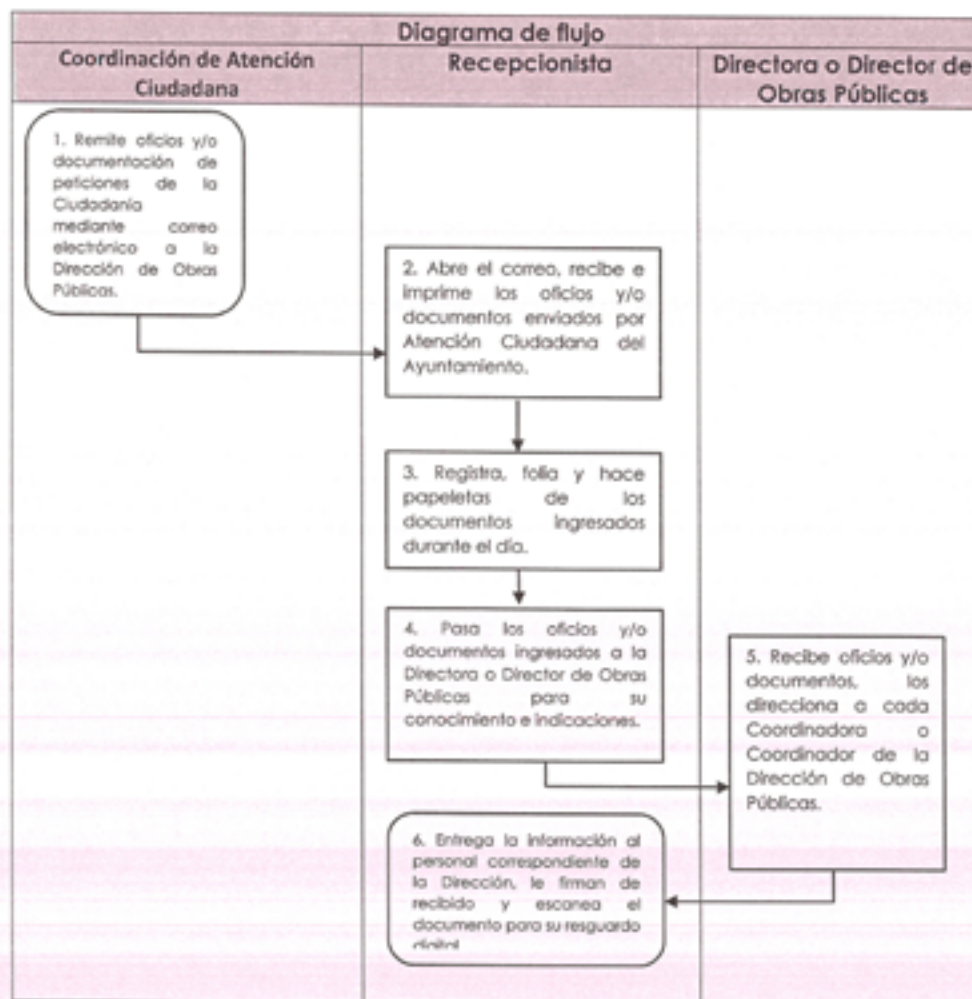 Diagrama de flujo
Coordinación de Atención
Ciudadana
Recepcionista
Directora o Director de
Obras Públicas
1. Remite oficios y/o
documentación de
peticiones de la
Ciudadanía
mediante correo
electrónico a la
Dirección de Obras
Públicas.
2. Abre el correo, recibe e
imprime los oficios y/o
documentos enviados por
Atención Ciudadana del
Ayuntamiento.
3. Registra, folia y hace
papeletas de los
documentos ingresados
durante el día.
4. Pasa los oficios y/o
documentos ingresados a la
Directora o Director de Obras
Públicas para su
conocimiento e indicaciones.
5. Recibe oficios y/o
documentos, los
direcciona a cada
Coordinadora o
Coordinador de la
Dirección de Obras
Públicas.
6. Entrega la información al
personal correspondiente de
la Dirección, le firman de
recibido y escanea el
documento para su resguardo
digital